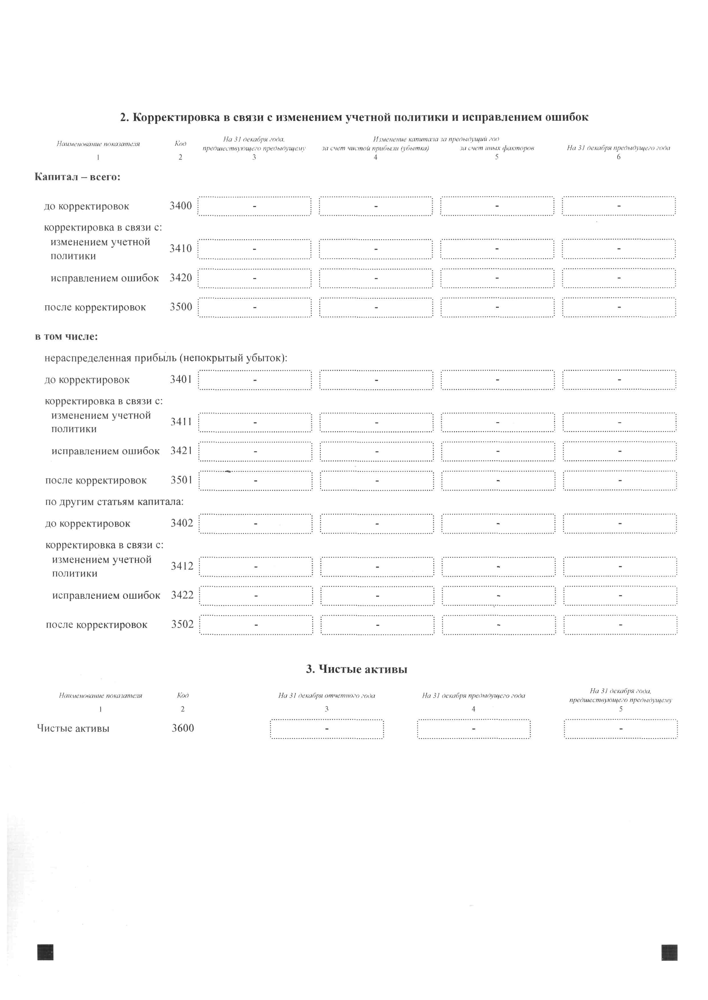 2. Корректировка в связи с изменением учетной политики и исправлением ошибок
Наименование показателя Код На 31 декабря года, предшествующего предыдущему Изменение капитала за предыдущий год
за счет чистой прибыли (убытка) за счет иных факторов На 31 декабря предыдущего года
1 2 3 4 5 6
Капитал – всего:
до корректировок 3400 - - - -
корректировка в связи с:
изменением учетной
политики 3410 - - - -
исправлением ошибок 3420 - - - -
после корректировок 3500 - - - -
в том числе:
нераспределенная прибыль (непокрытый убыток):
до корректировок 3401 - - - -
корректировка в связи с:
изменением учетной
политики 3411 - - - -
исправлением ошибок 3421 - - - -
после корректировок 3501 - - - -
по другим статьям капитала:
до корректировок 3402 - - - -
корректировка в связи с:
изменением учетной
политики 3412 - - - -
исправлением ошибок 3422 - - - -
после корректировок 3502 - - - -
3. Чистые активы
Наименование показателя Код На 31 декабря отчетного года На 31 декабря предыдущего года На 31 декабря года,
предшествующего предыдущему
1 2 3 4 5
Чистые активы 3600 - - -